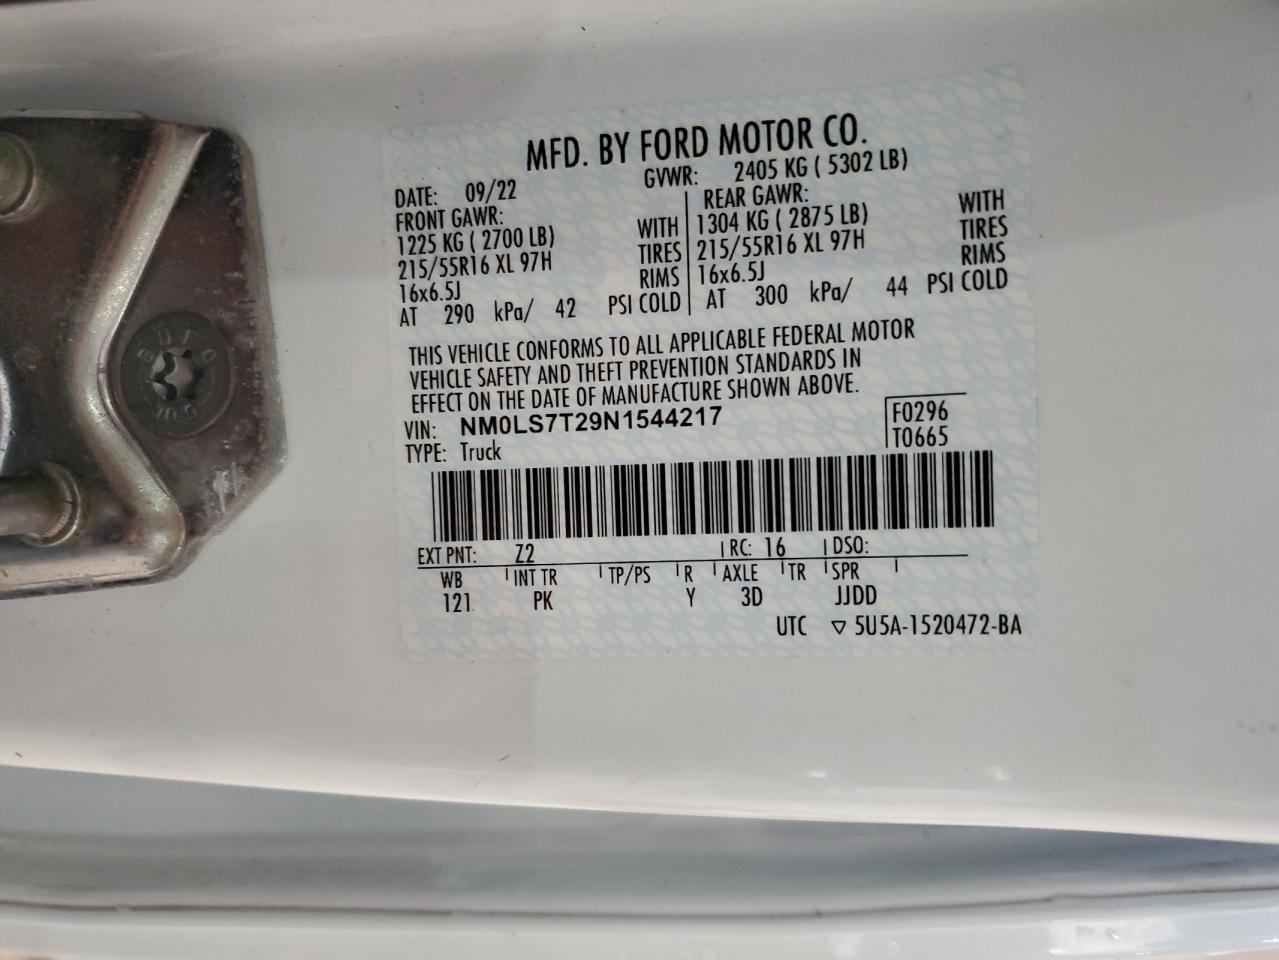 MFD. BY FORD MOTOR CO.
DATE: 09/22 GVWR: 2405 KG ( 5302 LB)
FRONT GAWR: REAR GAWR:
1225 KG ( 2700 LB) WITH 1304 KG ( 2875 LB) WITH
215/55R16 XL 97H TIRES 215/55R16 XL 97H TIRES
16x6.5J RIMS 16x6.5J RIMS
AT 290 kPa/ 42 PSI COLD AT 300 kPa/ 44 PSI COLD
THIS VEHICLE CONFORMS TO ALL APPLICABLE FEDERAL MOTOR
VEHICLE SAFETY AND THEFT PREVENTION STANDARDS IN
EFFECT ON THE DATE OF MANUFACTURE SHOWN ABOVE.
VIN: NM0LS7T29N1544217 F0296
TYPE: Truck T0665
EXT PNT: Z2 RC: 16 DSO:
WB INT TR TP/PS R AXLE TR SPR
121 PK Y 3D JJDD
UTC ▽ 5U5A-1520472-BA
10.9